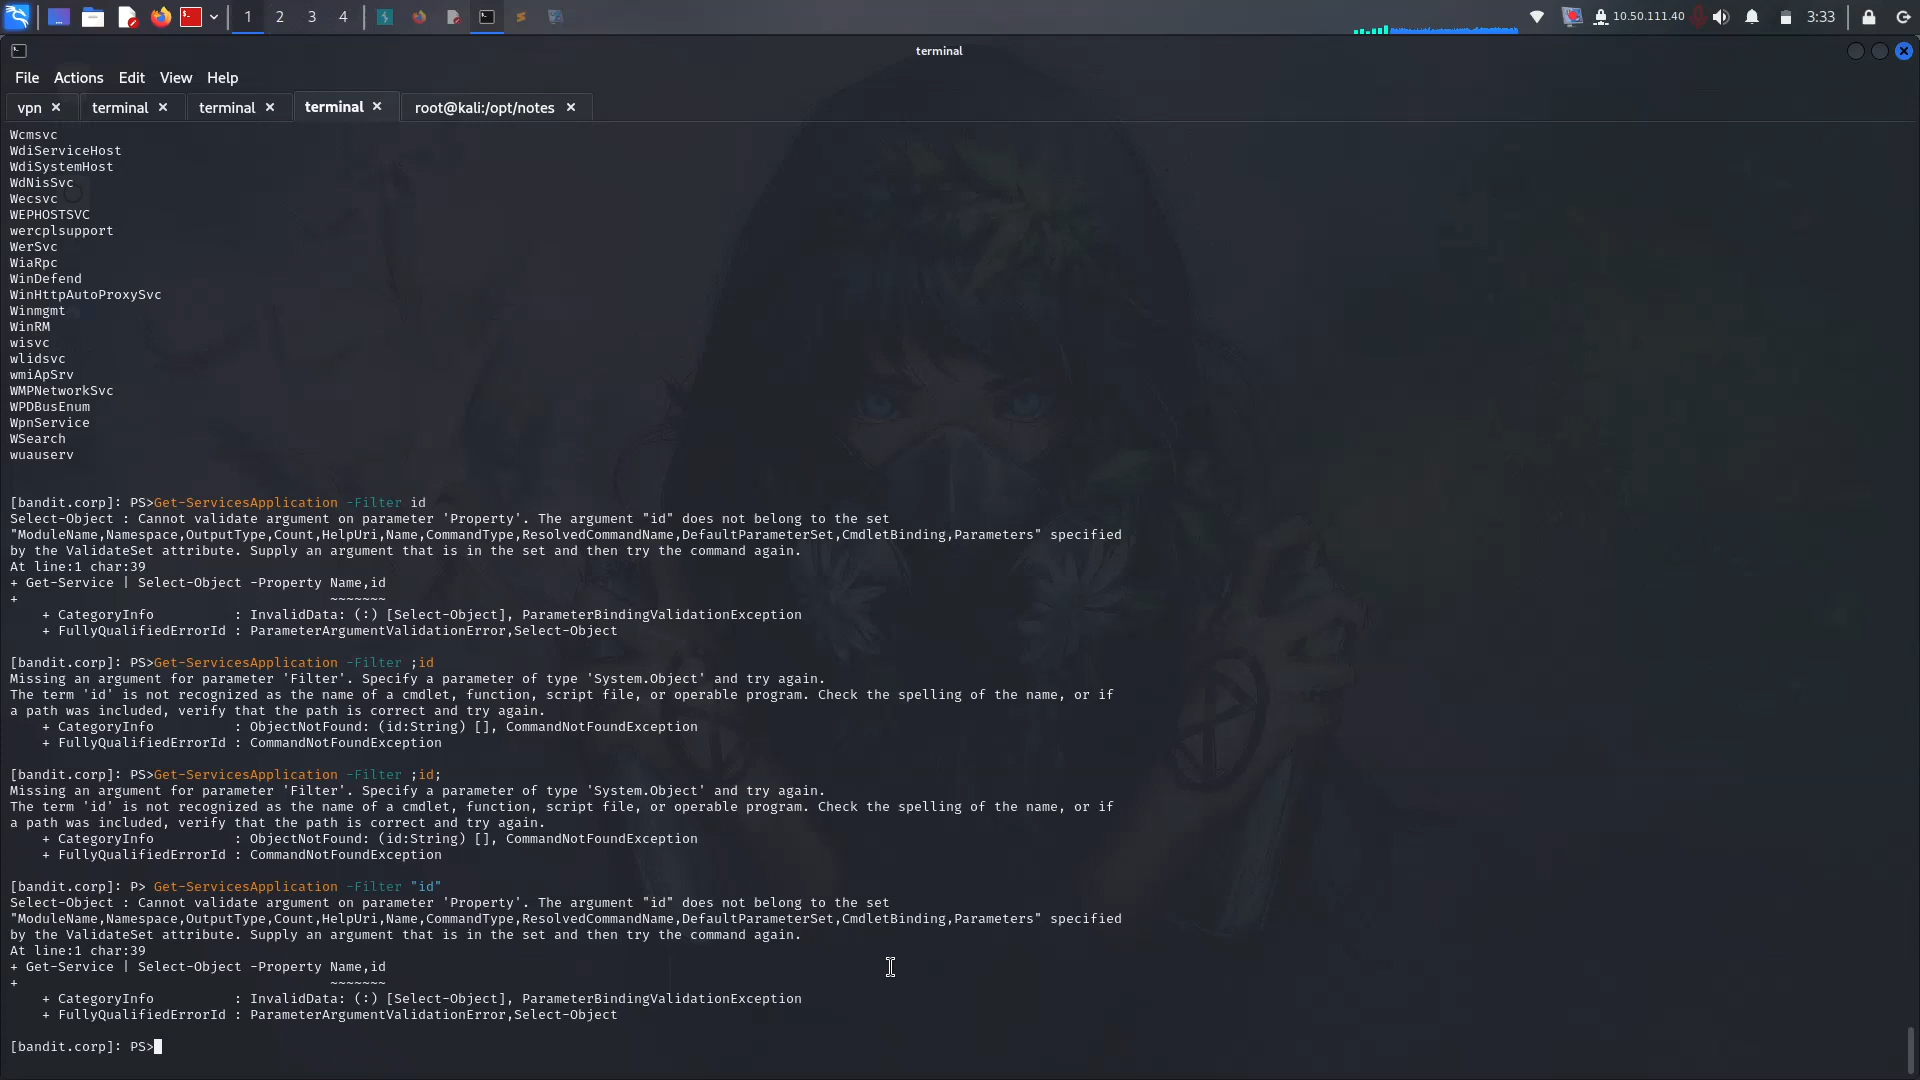 1 2 3 4 10.50.111.40 3:33
terminal
File Actions Edit View Help
vpn terminal terminal terminal root@kali:/opt/notes
Wcmsvc
WdiServiceHost
WdiSystemHost
WdNisSvc
Wecsvc
WEPHOSTSVC
wercplsupport
WerSvc
WiaRpc
WinDefend
WinHttpAutoProxySvc
Winmgmt
WinRM
wisvc
wlidsvc
wmiApSrv
WMPNetworkSvc
WPDBusEnum
WpnService
WSearch
wuauserv
[bandit.corp]: PS>Get-ServicesApplication -Filter id
Select-Object : Cannot validate argument on parameter 'Property'. The argument "id" does not belong to the set
"ModuleName,Namespace,OutputType,Count,HelpUri,Name,CommandType,ResolvedCommandName,DefaultParameterSet,CmdletBinding,Parameters" specified
by the ValidateSet attribute. Supply an argument that is in the set and then try the command again.
At line:1 char:39
+ Get-Service | Select-Object -Property Name,id
+                                       ~~~~~~~
    + CategoryInfo          : InvalidData: (:) [Select-Object], ParameterBindingValidationException
    + FullyQualifiedErrorId : ParameterArgumentValidationError,Select-Object
[bandit.corp]: PS>Get-ServicesApplication -Filter ;id
Missing an argument for parameter 'Filter'. Specify a parameter of type 'System.Object' and try again.
The term 'id' is not recognized as the name of a cmdlet, function, script file, or operable program. Check the spelling of the name, or if
a path was included, verify that the path is correct and try again.
    + CategoryInfo          : ObjectNotFound: (id:String) [], CommandNotFoundException
    + FullyQualifiedErrorId : CommandNotFoundException
[bandit.corp]: PS>Get-ServicesApplication -Filter ;id;
Missing an argument for parameter 'Filter'. Specify a parameter of type 'System.Object' and try again.
The term 'id' is not recognized as the name of a cmdlet, function, script file, or operable program. Check the spelling of the name, or if
a path was included, verify that the path is correct and try again.
    + CategoryInfo          : ObjectNotFound: (id:String) [], CommandNotFoundException
    + FullyQualifiedErrorId : CommandNotFoundException
[bandit.corp]: P> Get-ServicesApplication -Filter "id"
Select-Object : Cannot validate argument on parameter 'Property'. The argument "id" does not belong to the set
"ModuleName,Namespace,OutputType,Count,HelpUri,Name,CommandType,ResolvedCommandName,DefaultParameterSet,CmdletBinding,Parameters" specified
by the ValidateSet attribute. Supply an argument that is in the set and then try the command again.
At line:1 char:39
+ Get-Service | Select-Object -Property Name,id
+                                       ~~~~~~~
    + CategoryInfo          : InvalidData: (:) [Select-Object], ParameterBindingValidationException
    + FullyQualifiedErrorId : ParameterArgumentValidationError,Select-Object
[bandit.corp]: PS>